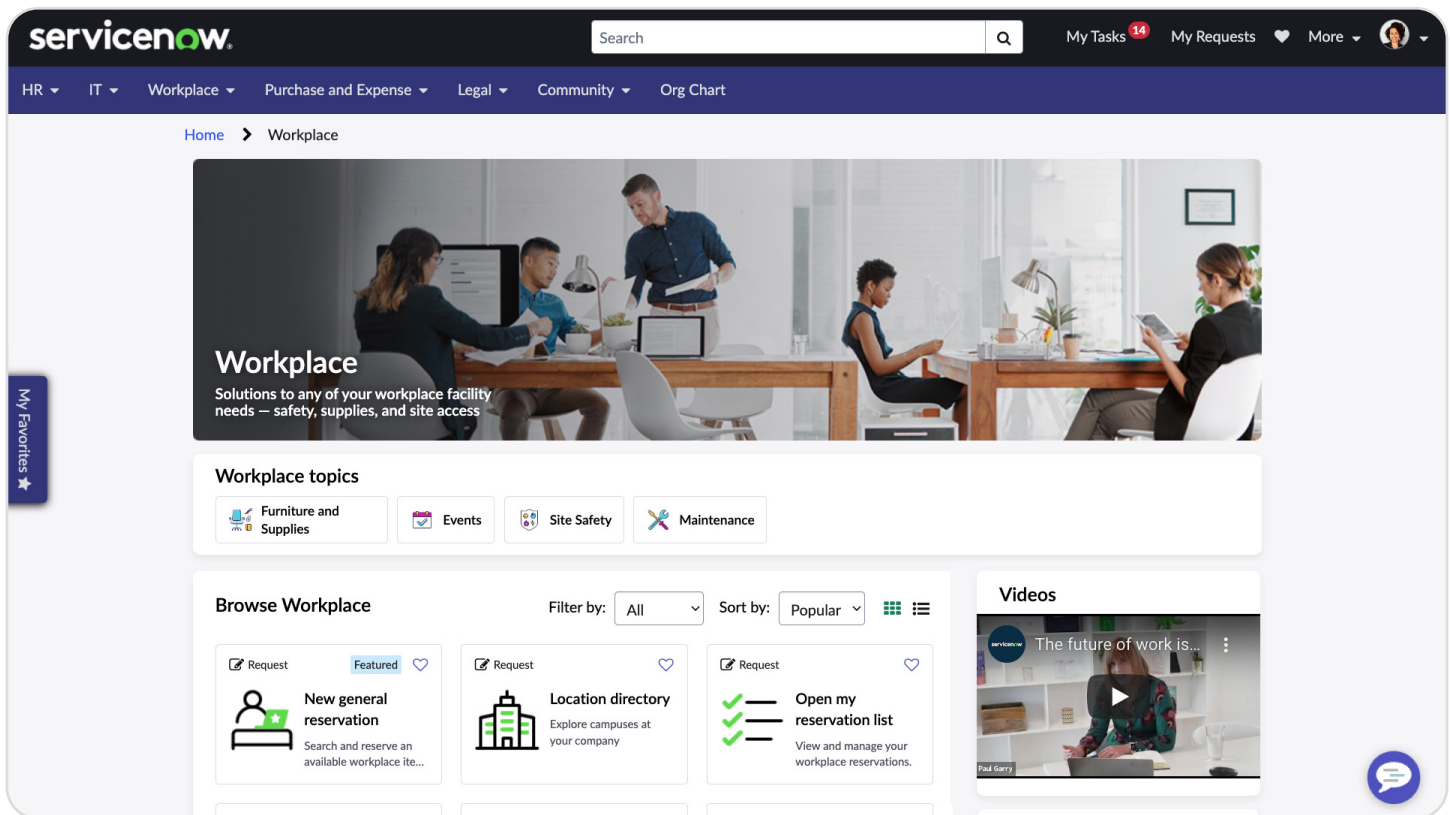 servicenow
Search
My Tasks 14 My Requests More
HR IT Workplace Purchase and Expense Legal Community Org Chart
Home Workplace
Workplace
Solutions to any of your workplace facility
needs — safety, supplies, and site access
My Favorites
Workplace topics
Furniture and
Supplies
Events
Site Safety
Maintenance
Browse Workplace
Filter by: All Sort by: Popular
Request Featured
New general
reservation
Search and reserve an
available workplace ite...
Request
Location directory
Explore campuses at
your company
Request
Open my
reservation list
View and manage your
workplace reservations.
Videos
servicenow
The future of work is...
Paul Garry